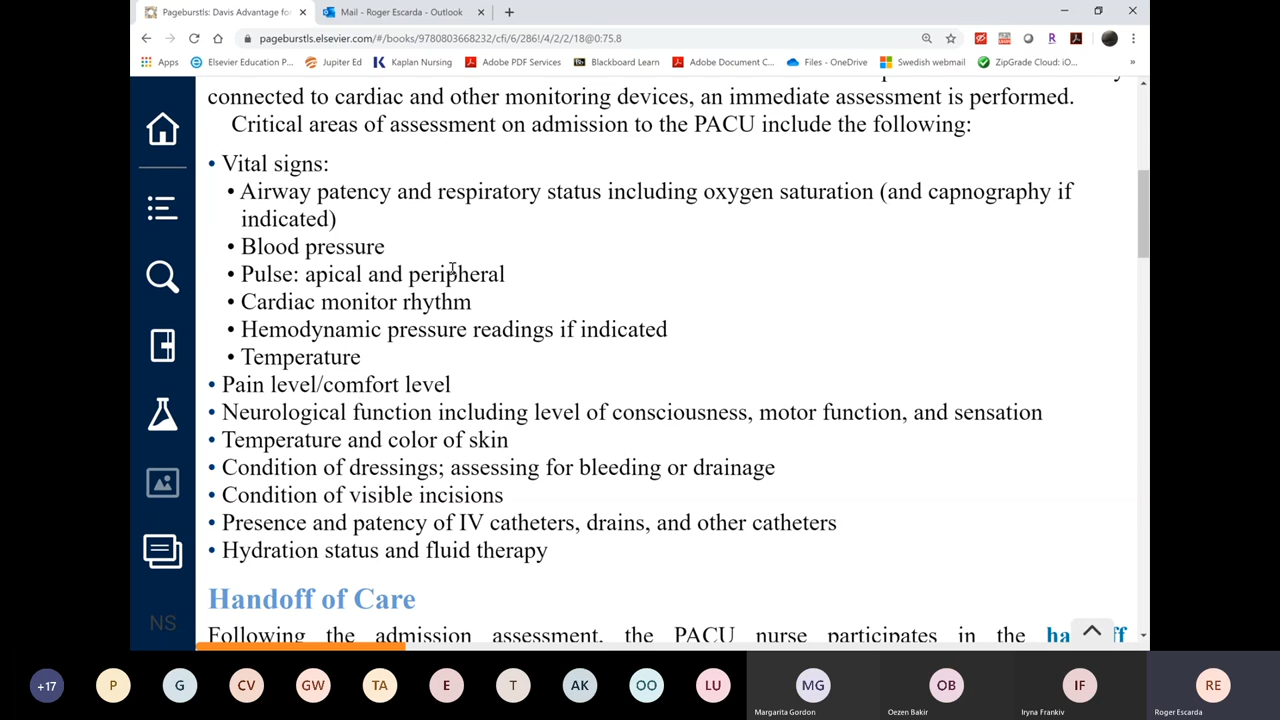 Pageburstls: Davis Advantage fo
Mail - Roger Escarda - Outlook
pageburstls.elsevier.com/#/books/9780803668232/cfi/6/286!/4/2/2/18@0:75.8
R
Apps
Elsevier Education P...
Jupiter Ed
Kaplan Nursing
Adobe PDF Services
Blackboard Learn
Adobe Document C...
Files - OneDrive
Swedish webmail
ZipGrade Cloud: iO...
»
connected to cardiac and other monitoring devices, an immediate assessment is performed.
Critical areas of assessment on admission to the PACU include the following:
• Vital signs:
• Airway patency and respiratory status including oxygen saturation (and capnography if
indicated)
• Blood pressure
• Pulse: apical and peripheral
• Cardiac monitor rhythm
• Hemodynamic pressure readings if indicated
• Temperature
• Pain level/comfort level
• Neurological function including level of consciousness, motor function, and sensation
• Temperature and color of skin
• Condition of dressings; assessing for bleeding or drainage
• Condition of visible incisions
• Presence and patency of IV catheters, drains, and other catheters
• Hydration status and fluid therapy
NS
Handoff of Care
Following the admission assessment, the PACU nurse participates in the
+17
P
G
CV
GW
TA
E
T
AK
OO
LU
MG
OB
IF
RE
Margarita Gordon
Oezen Bakir
Iryna Frankiv
Roger Escarda